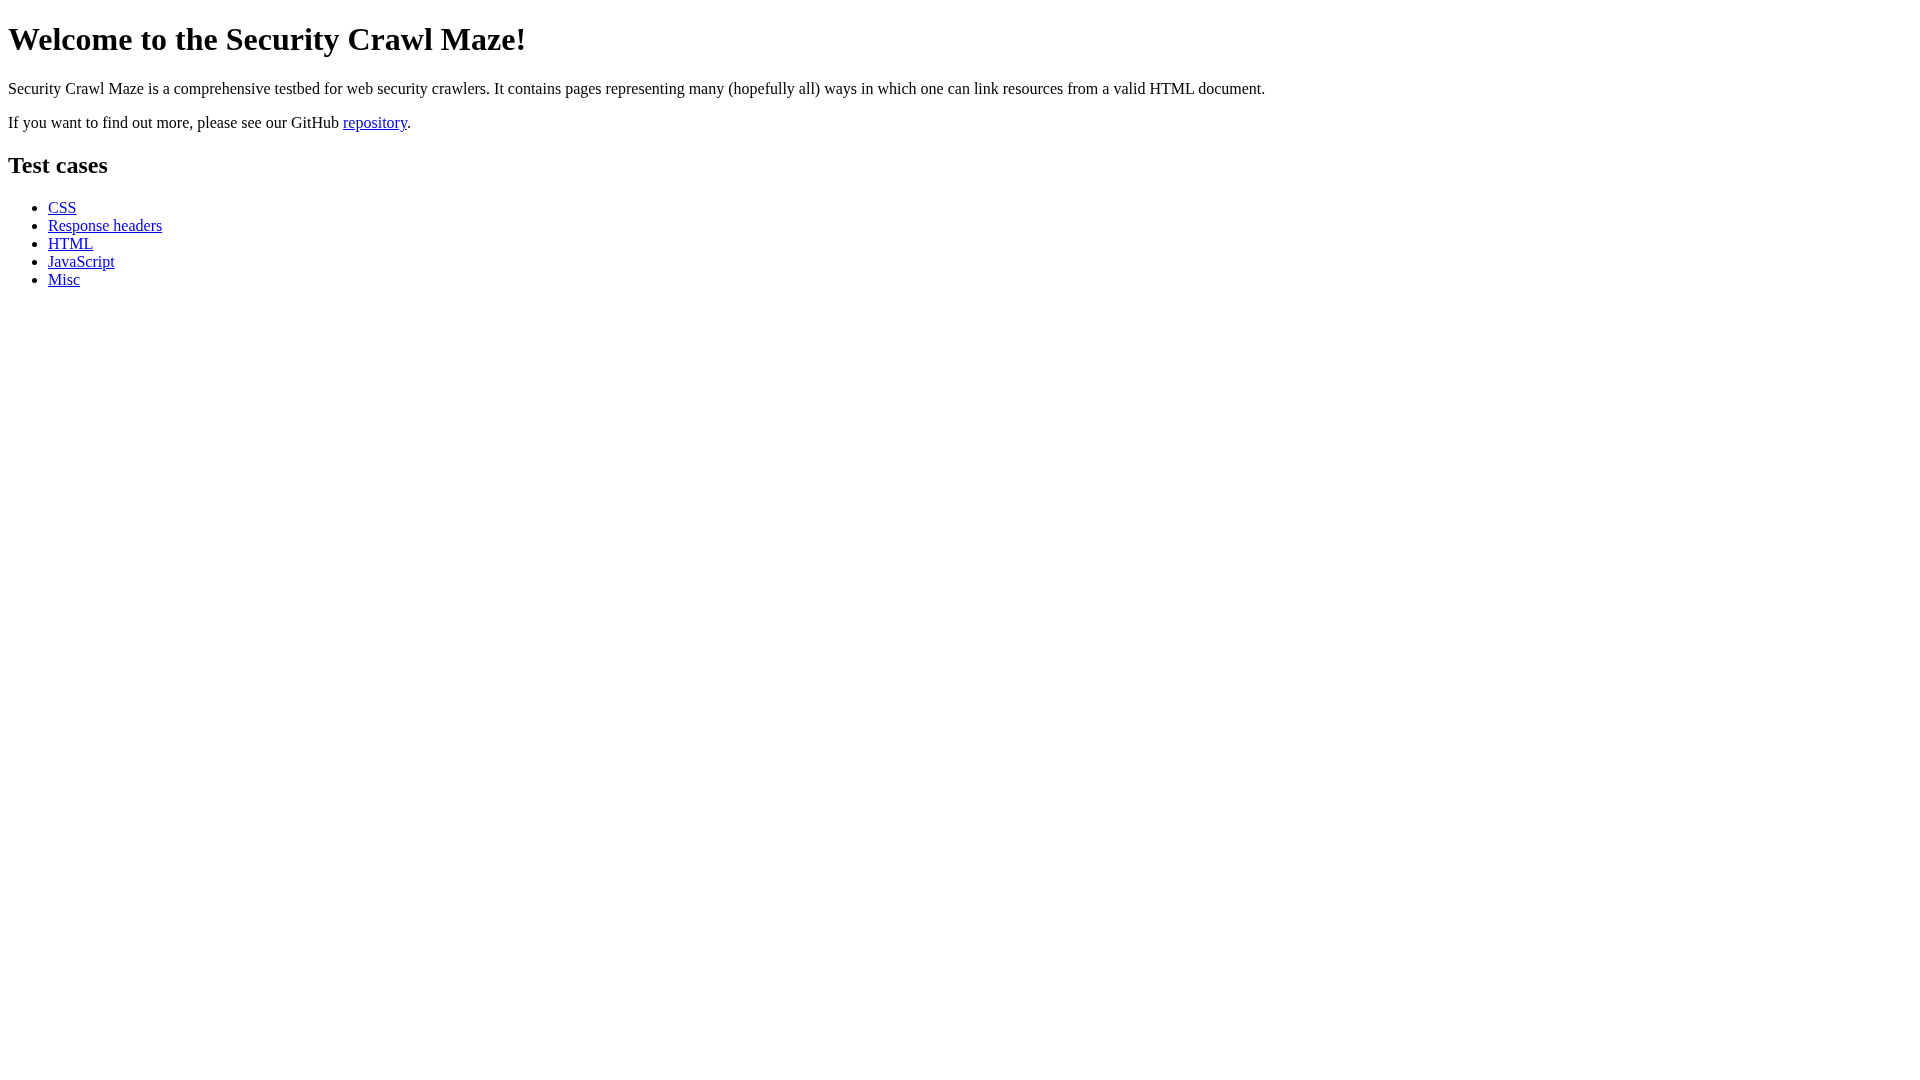 Welcome to the Security Crawl Maze!
Security Crawl Maze is a comprehensive testbed for web security crawlers. It contains pages representing many (hopefully all) ways in which one can link resources from a valid HTML document.
If you want to find out more, please see our GitHub repository.
Test cases
CSS
Response headers
HTML
JavaScript
Misc